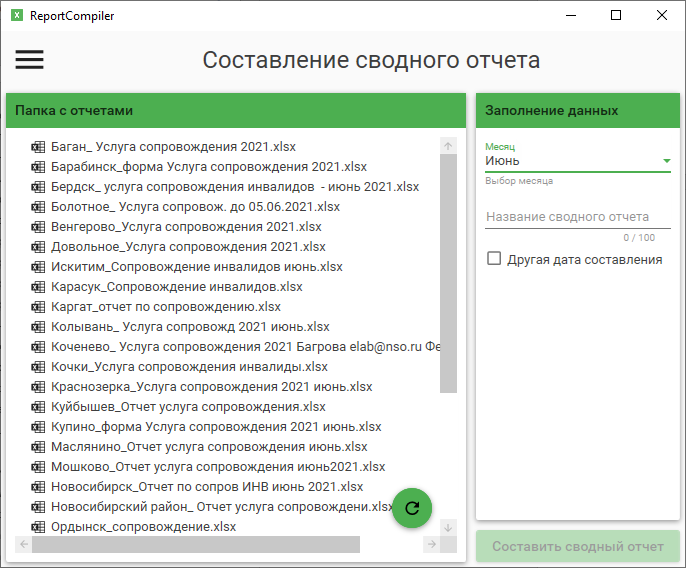 ReportCompiler
Составление сводного отчета
Папка с отчетами
Баган_ Услуга сопровождения 2021.xlsx
Барабинск_форма Услуга сопровождения 2021.xlsx
Бердск_ услуга сопровождения инвалидов  - июнь 2021.xlsx
Болотное_ Услуга сопровож. до 05.06.2021.xlsx
Венгерово_Услуга сопровождения 2021.xlsx
Довольное_Услуга сопровождения 2021.xlsx
Искитим_Сопровождение инвалидов июнь.xlsx
Карасук_Сопровождение инвалидов.xlsx
Каргат_отчет по сопровождению.xlsx
Колывань_ Услуга сопровожд 2021 июнь.xlsx
Коченево_ Услуга сопровождения 2021 Багрова elab@nso.ru Фе
Кочки_Услуга сопровождения инвалиды.xlsx
Краснозерка_Услуга сопровождения 2021 июнь.xlsx
Куйбышев_Отчет услуга сопровождения.xlsx
Купино_форма Услуга сопровождения 2021 июнь.xlsx
Маслянино_Отчет услуга сопровождения июнь.xlsx
Мошково_Отчет услуга сопровождения июнь2021.xlsx
Новосибирск_Отчет по сопров ИНВ июнь 2021.xlsx
Новосибирский район_ Отчет услуга сопровождени.xlsx
Ордынск_сопровождение.xlsx
Заполнение данных
Месяц
Июнь
Выбор месяца
Название сводного отчета
0 / 100
Другая дата составления
Составить сводный отчет